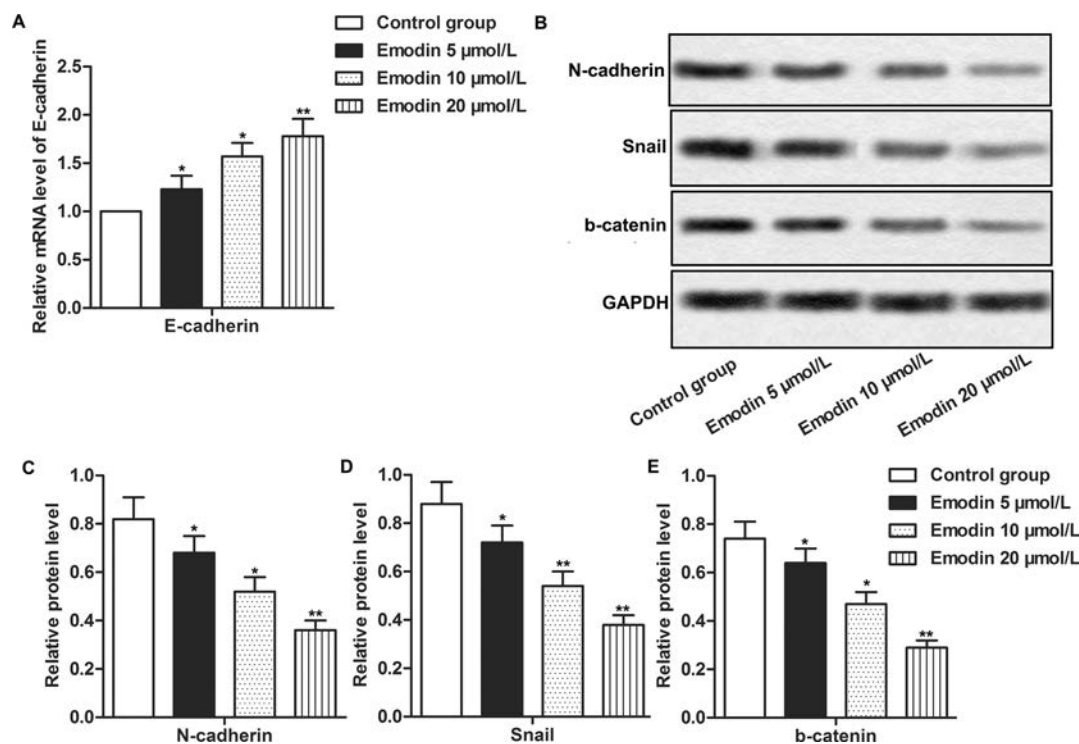 A
Relative mRNA level of E-cadherin
2.5
2.0
1.5
1.0
0.5
0.0
*
*
**
E-cadherin
Control group
Emodin 5 µmol/L
Emodin 10 µmol/L
Emodin 20 µmol/L
B
N-cadherin
Snail
b-catenin
GAPDH
Control group
Emodin 5 µmol/L
Emodin 10 µmol/L
Emodin 20 µmol/L
C
Relative protein level
1.0
0.8
0.6
0.4
0.2
0.0
*
*
**
N-cadherin
D
Relative protein level
1.0
0.8
0.6
0.4
0.2
0.0
*
**
**
Snail
E
Relative protein level
1.0
0.8
0.6
0.4
0.2
0.0
*
*
**
b-catenin
Control group
Emodin 5 µmol/L
Emodin 10 µmol/L
Emodin 20 µmol/L